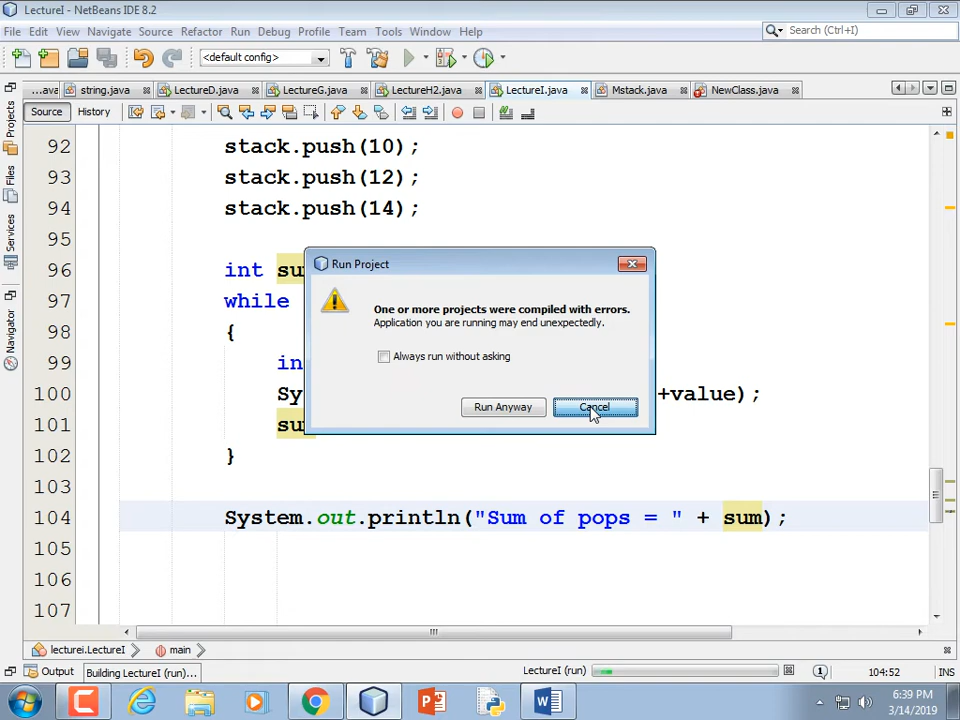 LectureI - NetBeans IDE 8.2
File Edit View Navigate Source Refactor Run Debug Profile Team Tools Window Help
Search (Ctrl+I)
<default config>
...ava string.java LectureD.java LectureG.java LectureH2.java LectureI.java Mstack.java NewClass.java
Source History
Projects
Files
Services
Navigator
92 stack.push(10);
93 stack.push(12);
94 stack.push(14);
95
96 int su
97 while
98 {
99 in
100 Sy +value);
101 su
102 }
103
104 System.out.println("Sum of pops = " + sum);
105
106
107
Run Project
One or more projects were compiled with errors.
Application you are running may end unexpectedly.
Always run without asking
Run Anyway Cancel
lecturei.LectureI main
Output Building LectureI (run)... LectureI (run) 1 104:52 INS
6:39 PM
3/14/2019